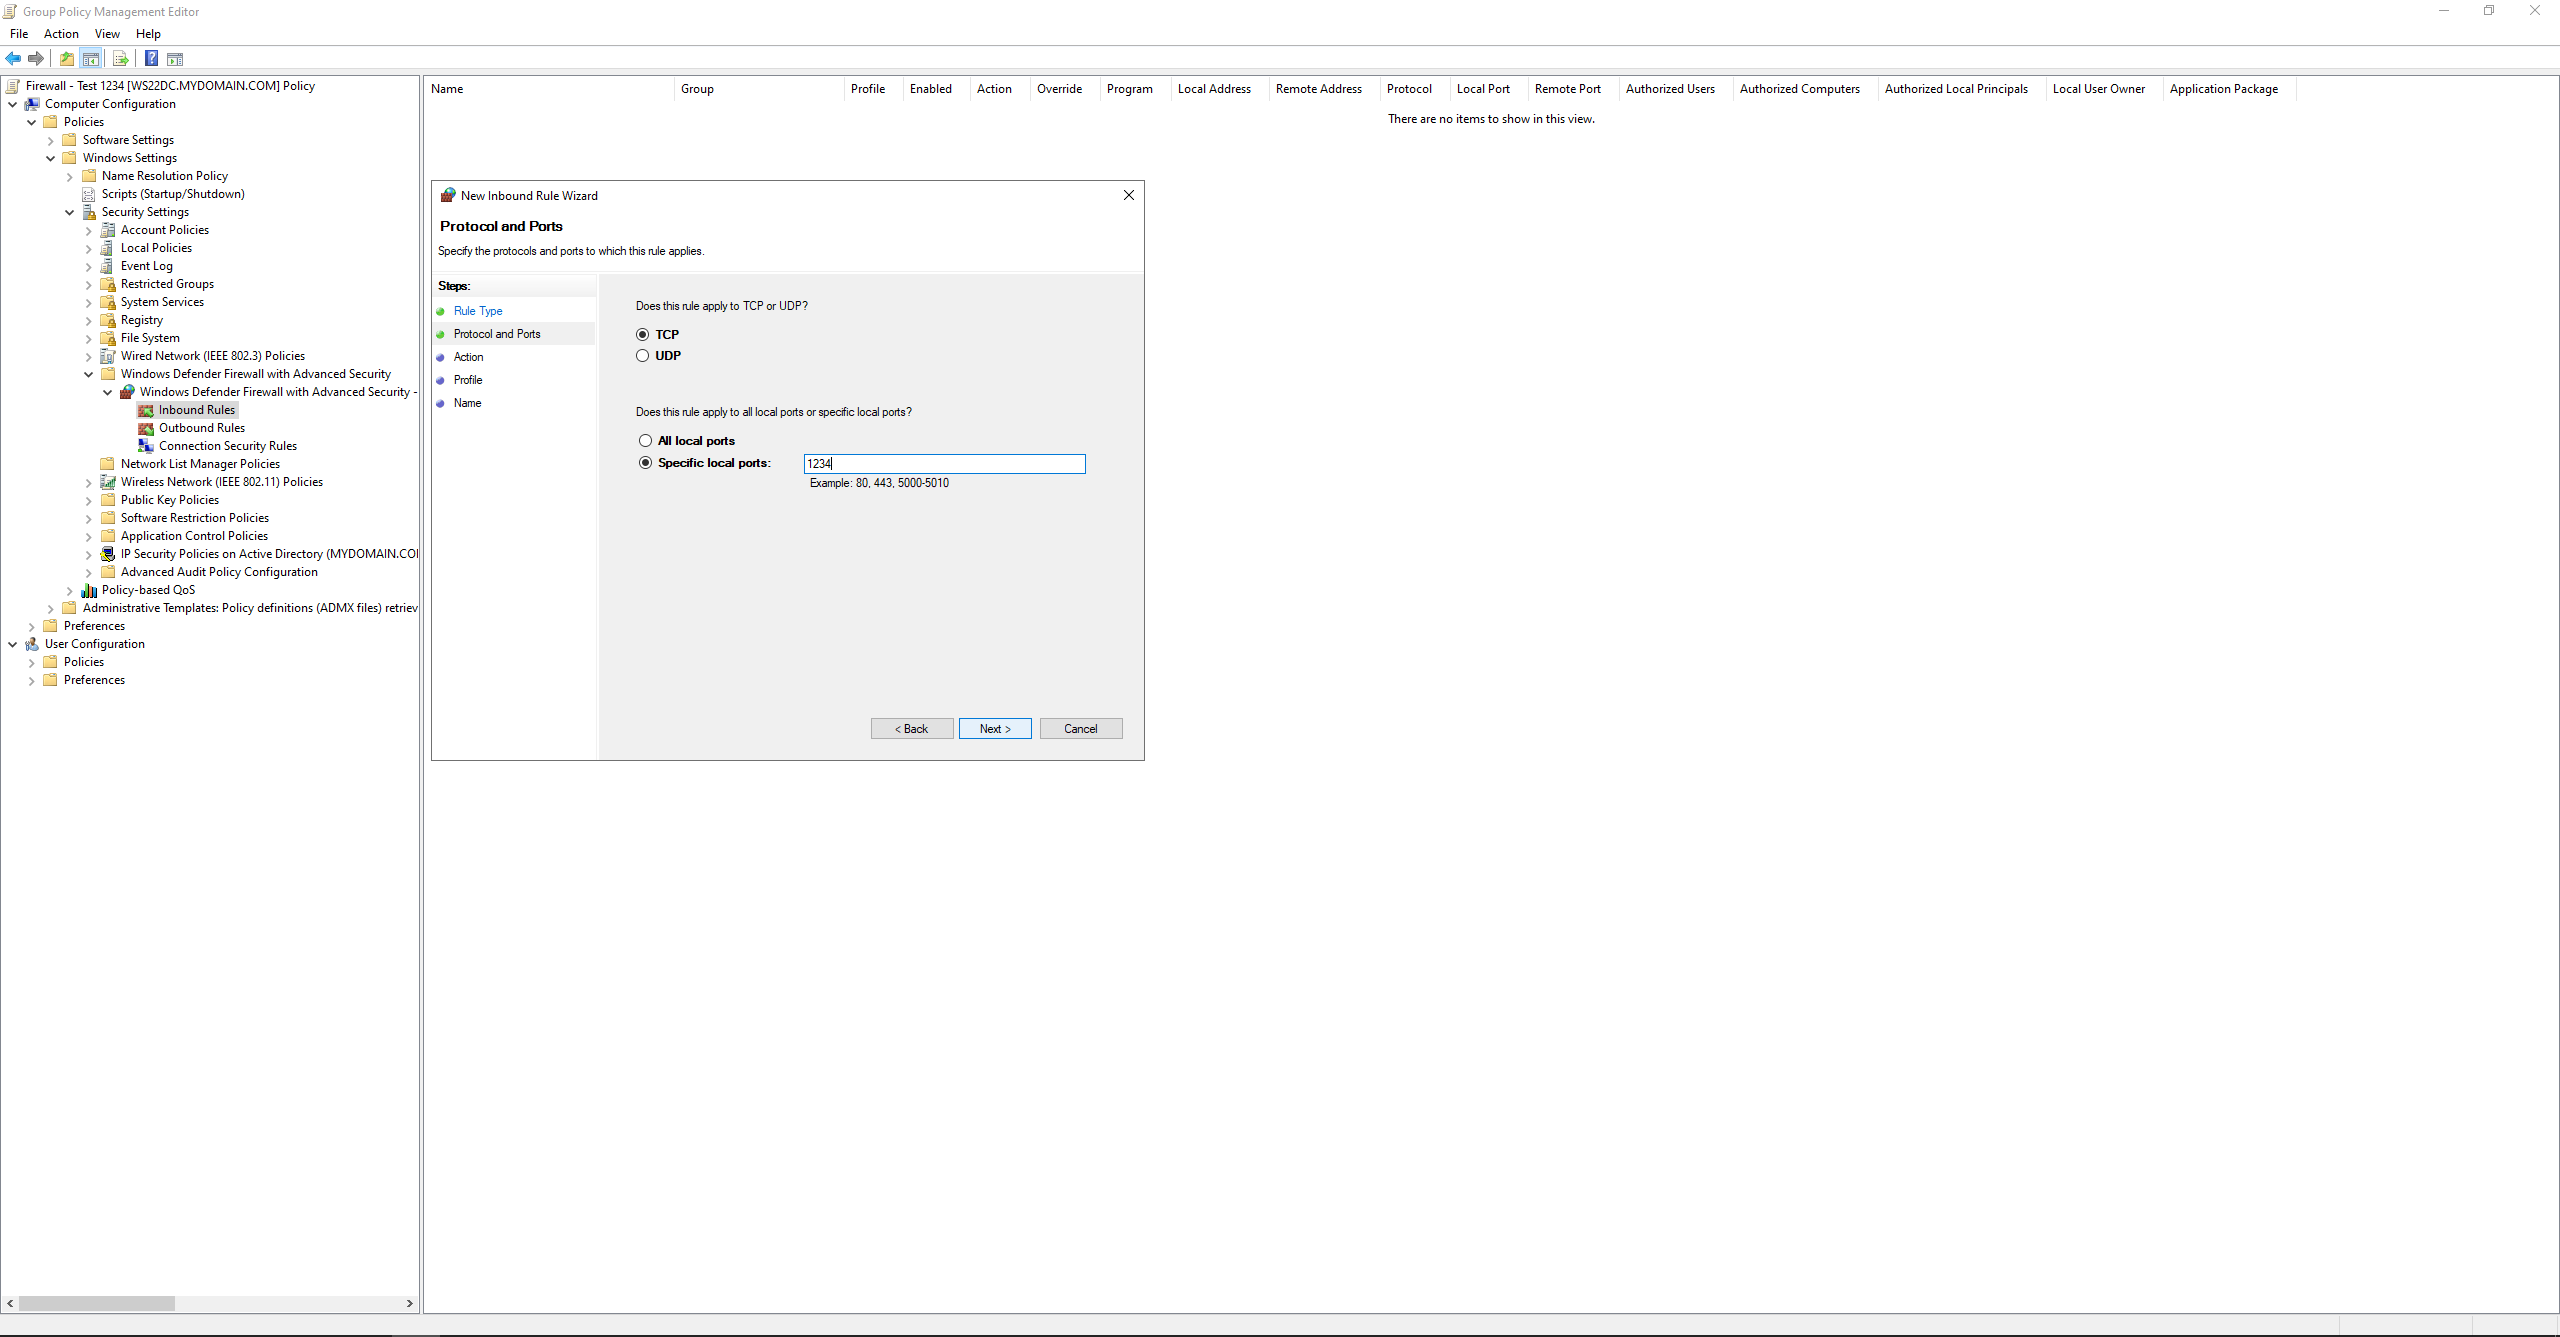 Group Policy Management Editor
File Action View Help
Firewall - Test 1234 [WS22DC.MYDOMAIN.COM] Policy
Computer Configuration
Policies
Software Settings
Windows Settings
Name Resolution Policy
Scripts (Startup/Shutdown)
Security Settings
Account Policies
Local Policies
Event Log
Restricted Groups
System Services
Registry
File System
Wired Network (IEEE 802.3) Policies
Windows Defender Firewall with Advanced Security
Windows Defender Firewall with Advanced Security -
Inbound Rules
Outbound Rules
Connection Security Rules
Network List Manager Policies
Wireless Network (IEEE 802.11) Policies
Public Key Policies
Software Restriction Policies
Application Control Policies
IP Security Policies on Active Directory (MYDOMAIN.CO
Advanced Audit Policy Configuration
Policy-based QoS
Administrative Templates: Policy definitions (ADMX files) retriev
Preferences
User Configuration
Policies
Preferences
Name Group Profile Enabled Action Override Program Local Address Remote Address Protocol Local Port Remote Port Authorized Users Authorized Computers Authorized Local Principals Local User Owner Application Package
There are no items to show in this view.
New Inbound Rule Wizard
Protocol and Ports
Specify the protocols and ports to which this rule applies.
Steps:
Rule Type
Protocol and Ports
Action
Profile
Name
Does this rule apply to TCP or UDP?
TCP
UDP
Does this rule apply to all local ports or specific local ports?
All local ports
Specific local ports: 1234
Example: 80, 443, 5000-5010
< Back Next > Cancel